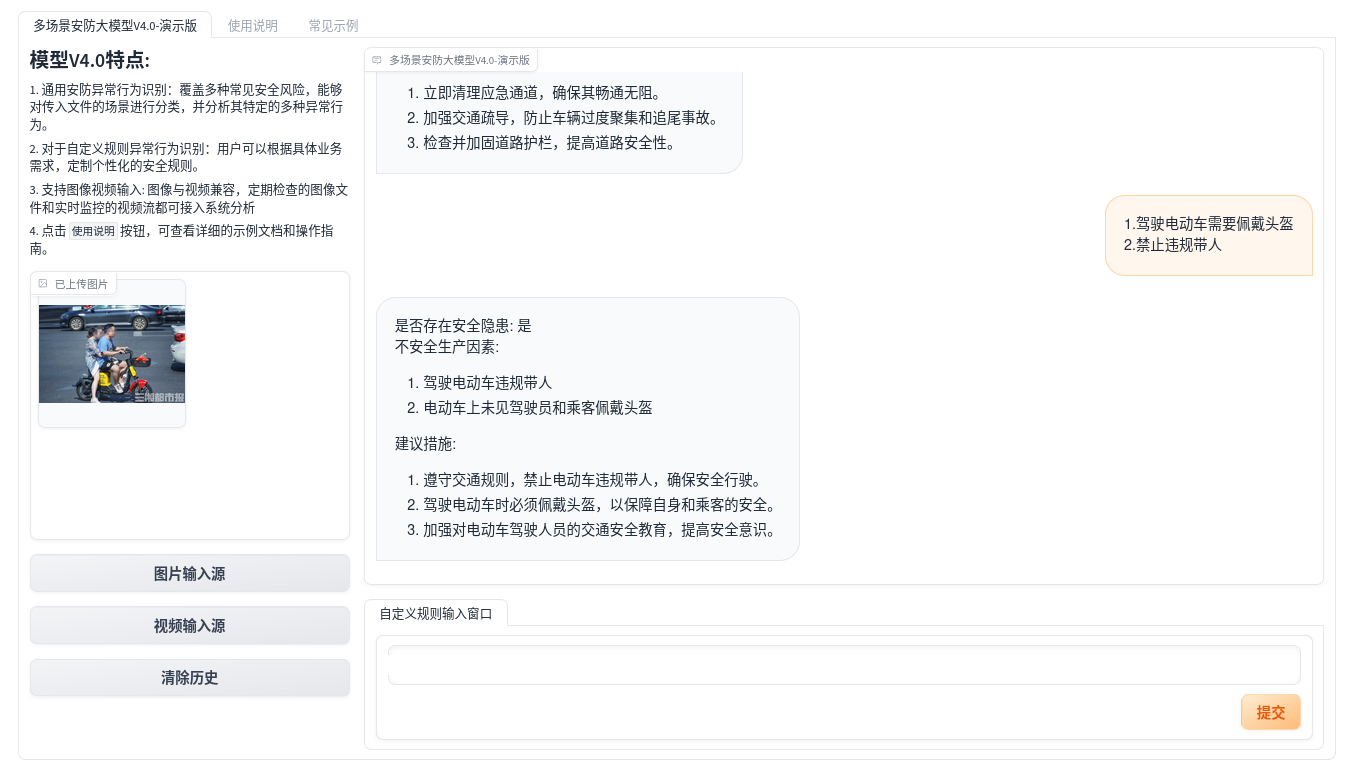 多场景安防大模型V4.0-演示版
使用说明
常见示例
模型V4.0特点:
1. 通用安防异常行为识别：覆盖多种常见安全风险，能够
对传入文件的场景进行分类，并分析其特定的多种异常行
为。
2. 对于自定义规则异常行为识别：用户可以根据具体业务
需求，定制个性化的安全规则。
3. 支持图像视频输入: 图像与视频兼容，定期检查的图像文
件和实时监控的视频流都可接入系统分析
4. 点击 使用说明 按钮，可查看详细的示例文档和操作指
南。
已上传图片
三湘都市报
图片输入源
视频输入源
清除历史
多场景安防大模型V4.0-演示版
1. 立即清理应急通道，确保其畅通无阻。
2. 加强交通疏导，防止车辆过度聚集和追尾事故。
3. 检查并加固道路护栏，提高道路安全性。
1.驾驶电动车需要佩戴头盔
2.禁止违规带人
是否存在安全隐患: 是
不安全生产因素:
1. 驾驶电动车违规带人
2. 电动车上未见驾驶员和乘客佩戴头盔
建议措施:
1. 遵守交通规则，禁止电动车违规带人，确保安全行驶。
2. 驾驶电动车时必须佩戴头盔，以保障自身和乘客的安全。
3. 加强对电动车驾驶人员的交通安全教育，提高安全意识。
自定义规则输入窗口
提交